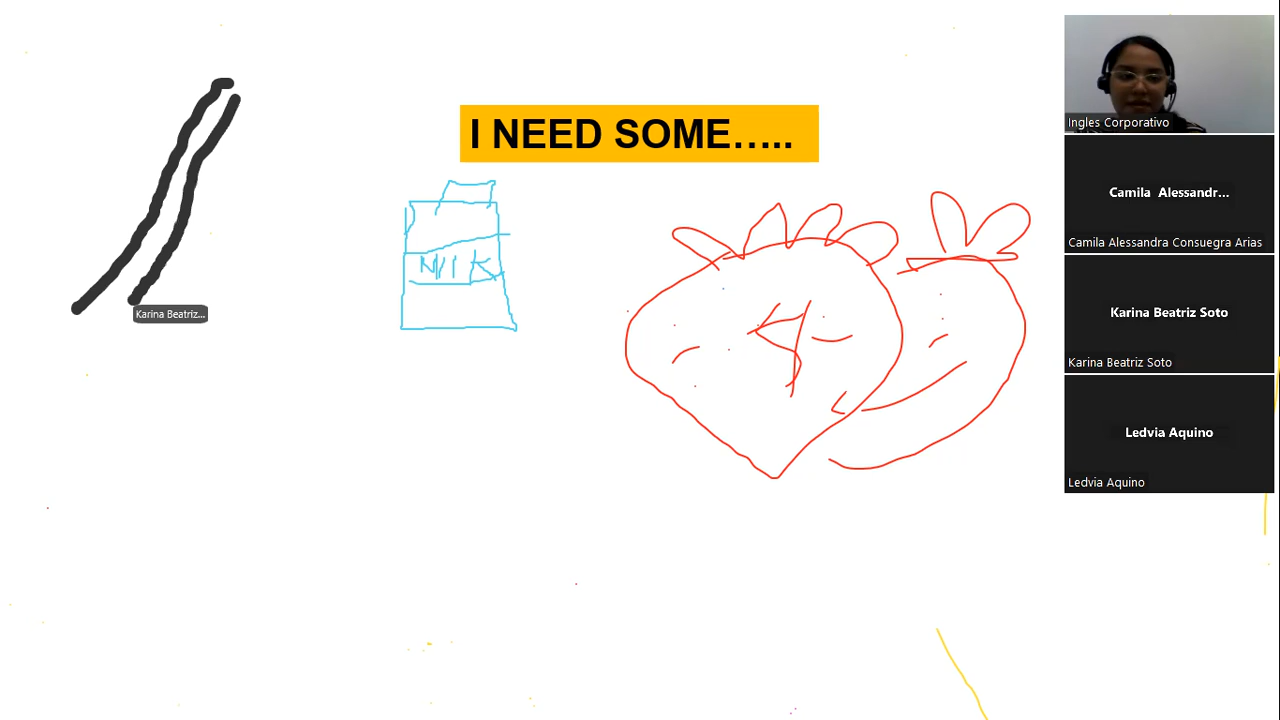 I NEED SOME…..
MILK
Karina Beatriz...
Ingles Corporativo
Camila Alessandr...
Camila Alessandra Consuegra Arias
Karina Beatriz Soto
Karina Beatriz Soto
Ledvia Aquino
Ledvia Aquino